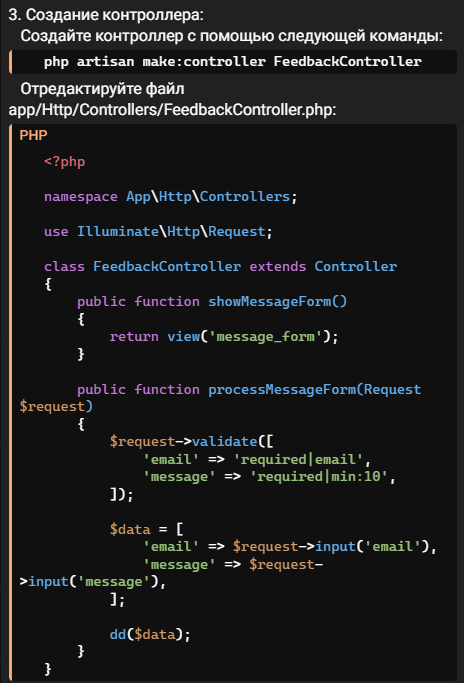 3. Создание контроллера:
Создайте контроллер с помощью следующей команды:
php artisan make:controller FeedbackController
Отредактируйте файл
app/Http/Controllers/FeedbackController.php:
PHP
<?php
namespace App\Http\Controllers;
use Illuminate\Http\Request;
class FeedbackController extends Controller
{
    public function showMessageForm()
    {
        return view('message_form');
    }
    public function processMessageForm(Request
$request)
    {
        $request->validate([
            'email' => 'required|email',
            'message' => 'required|min:10',
        ]);
        $data = [
            'email' => $request->input('email'),
            'message' => $request-
>input('message'),
        ];
        dd($data);
    }
}